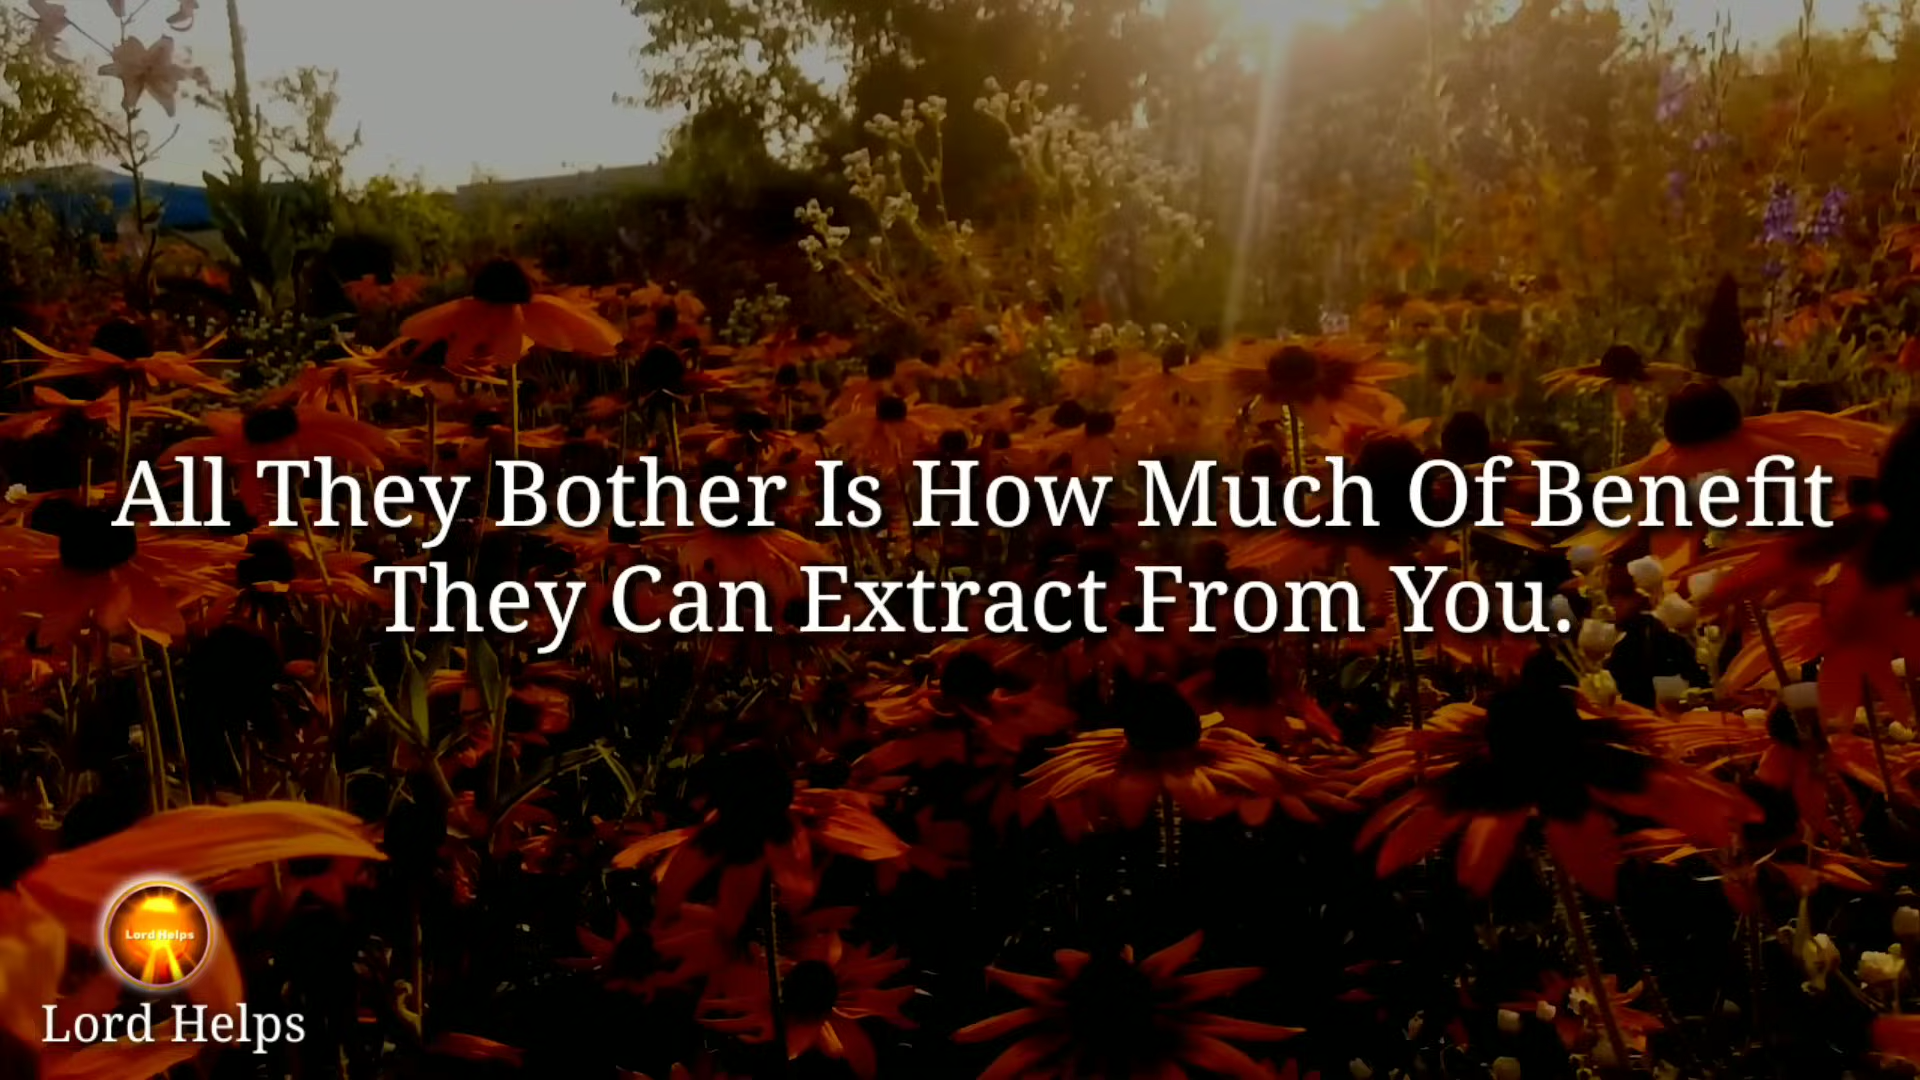 All They Bother Is How Much Of Benefit
They Can Extract From You.
Lord Helps
Lord Helps